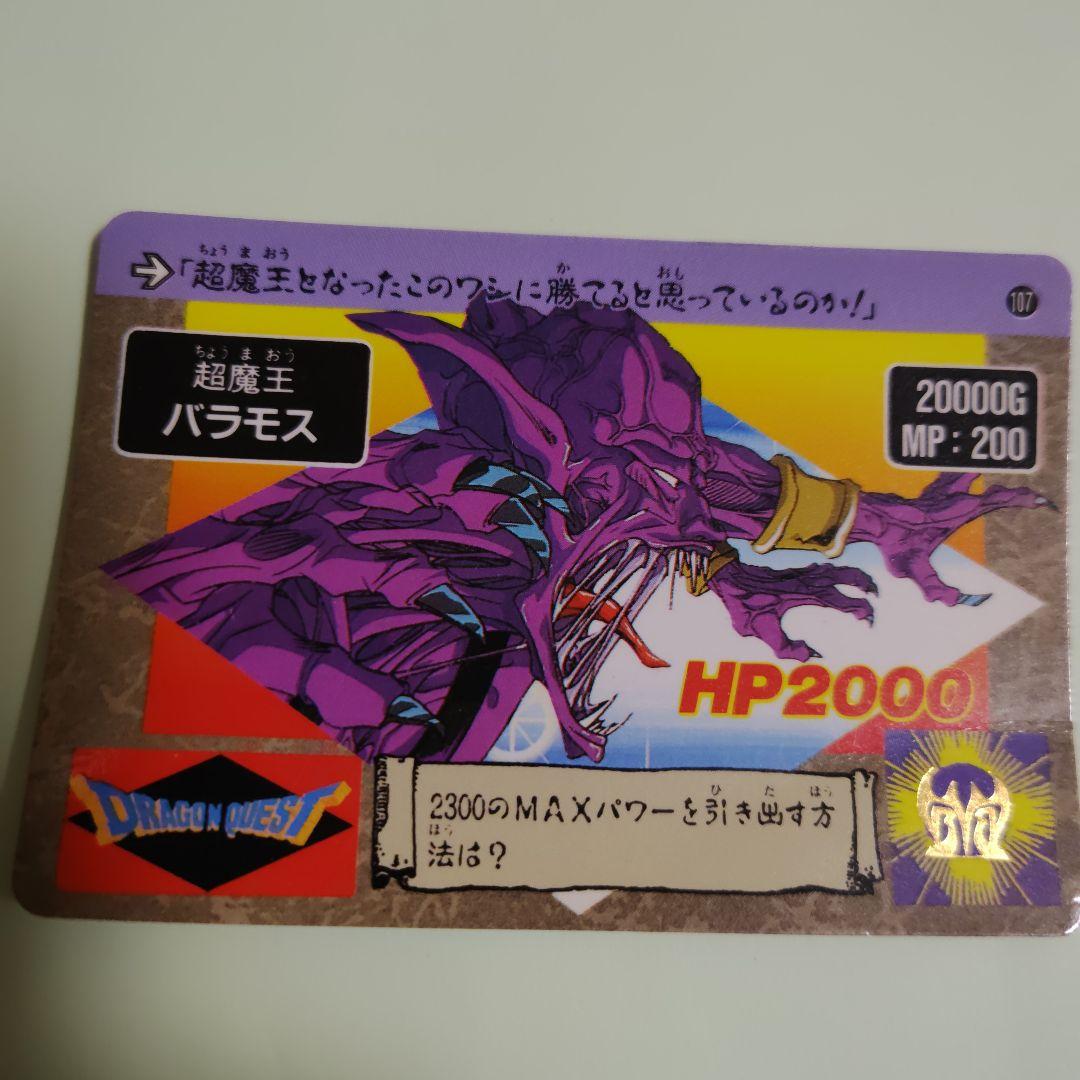 「超魔王となったこのワシに勝てると思っているのか!」
107
超魔王
バラモス
20000G
MP:200
HP2000
DRAGON QUEST
2300のMAXパワーを引き出す方
法は?